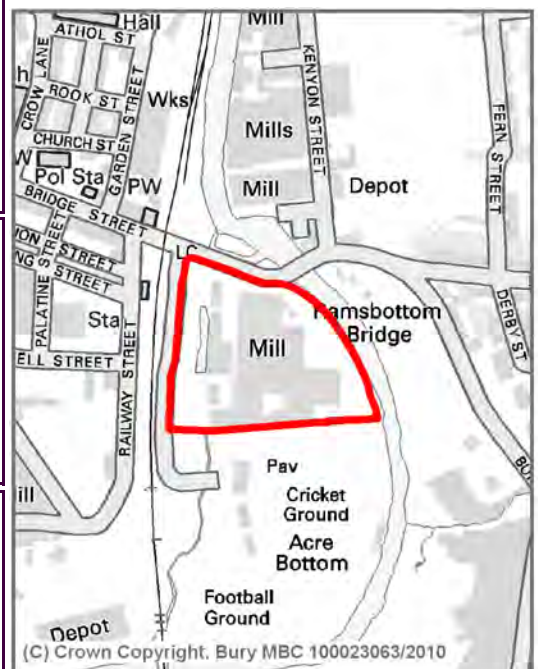 Hall
Mill
ATHOL ST
CROW LANE
ROOK ST
GARDEN STREET
Wks
KENYON STREET
FERN STREET
CHURCH ST
Mills
Pol Sta
PW
Mill
Depot
BRIDGE STREET
LC
PALATINE STREET
STREET
STREET
Sta
Ramsbottom
Bridge
DERBY ST
Mill
ELL STREET
RAILWAY STREET
Pav
Cricket
Ground
Acre
Bottom
Football
Ground
Depot
(C) Crown Copyright. Bury MBC 100023063/2010